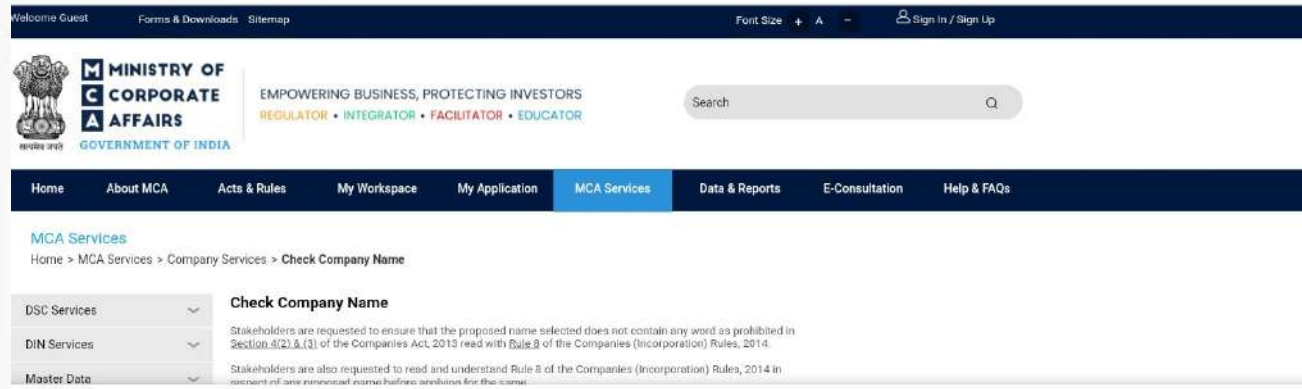 Welcome Guest Forms & Downloads Sitemap Font Size + A - Sign In / Sign Up
MINISTRY OF
CORPORATE
AFFAIRS
GOVERNMENT OF INDIA
सत्यमेव जयते
EMPOWERING BUSINESS, PROTECTING INVESTORS
REGULATOR • INTEGRATOR • FACILITATOR • EDUCATOR
Search
Home About MCA Acts & Rules My Workspace My Application MCA Services Data & Reports E-Consultation Help & FAQs
MCA Services
Home > MCA Services > Company Services > Check Company Name
DSC Services
DIN Services
Master Data
Check Company Name
Stakeholders are requested to ensure that the proposed name selected does not contain any word as prohibited in
Section 4(2) & (3) of the Companies Act, 2013 read with Rule 8 of the Companies (Incorporation) Rules, 2014.
Stakeholders are also requested to read and understand Rule 8 of the Companies (Incorporation) Rules, 2014 in
respect of any proposed name before applying for the same.